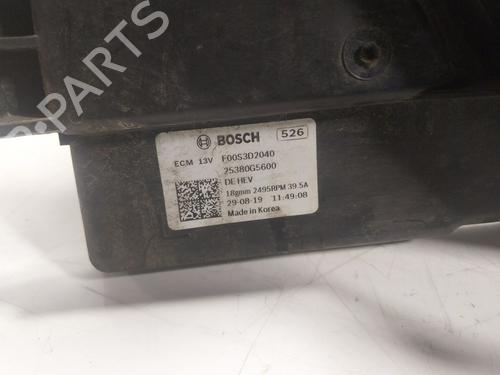 BOSCH 526
ECM 13V F00S3D2040
25380G5600
DE HEV
18gmm 2495RPM 39.5A
29-08-19 11:49:08
Made in Korea